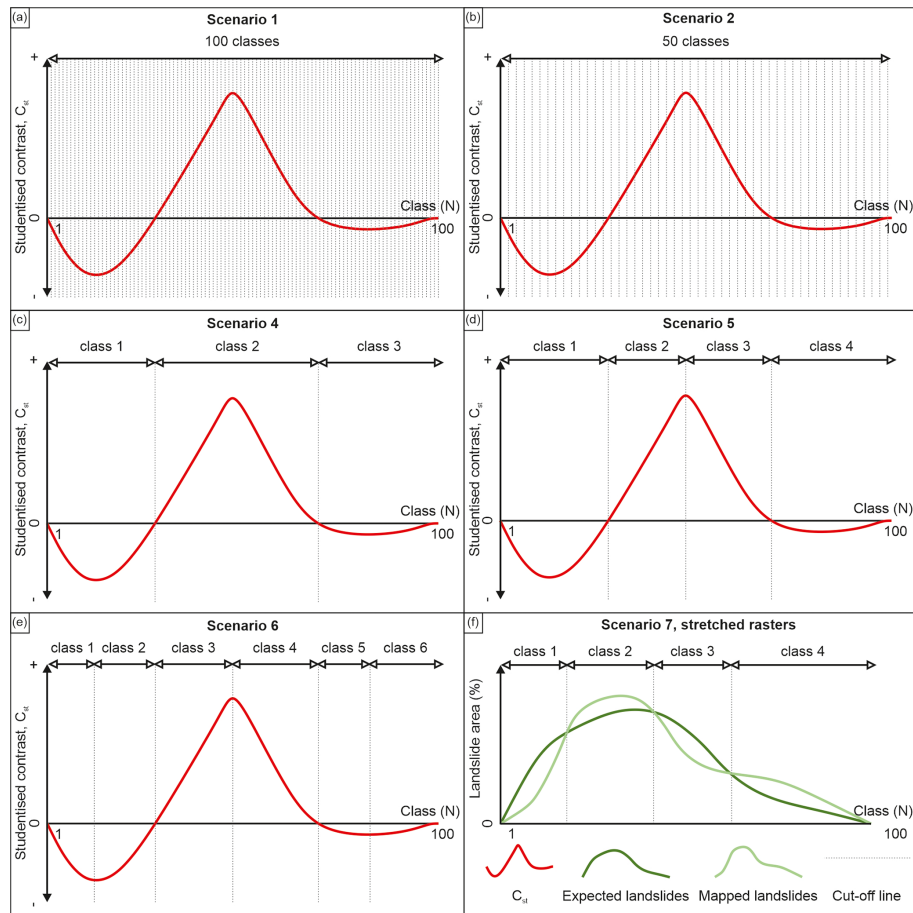 (a)
Scenario 1
100 classes
+
Studentised contrast, Cst
0
-
1
Class (N)
100
(b)
Scenario 2
50 classes
+
Studentised contrast, Cst
0
-
1
Class (N)
100
(c)
Scenario 4
class 1
class 2
class 3
+
Studentised contrast, Cst
0
-
1
Class (N)
100
(d)
Scenario 5
class 1
class 2
class 3
class 4
+
Studentised contrast, Cst
0
-
1
Class (N)
100
(e)
Scenario 6
class 1
class 2
class 3
class 4
class 5
class 6
+
Studentised contrast, Cst
0
-
1
Class (N)
100
(f)
Scenario 7, stretched rasters
class 1
class 2
class 3
class 4
Landslide area (%)
0
1
Class (N)
100
Cst
Expected landslides
Mapped landslides
Cut-off line